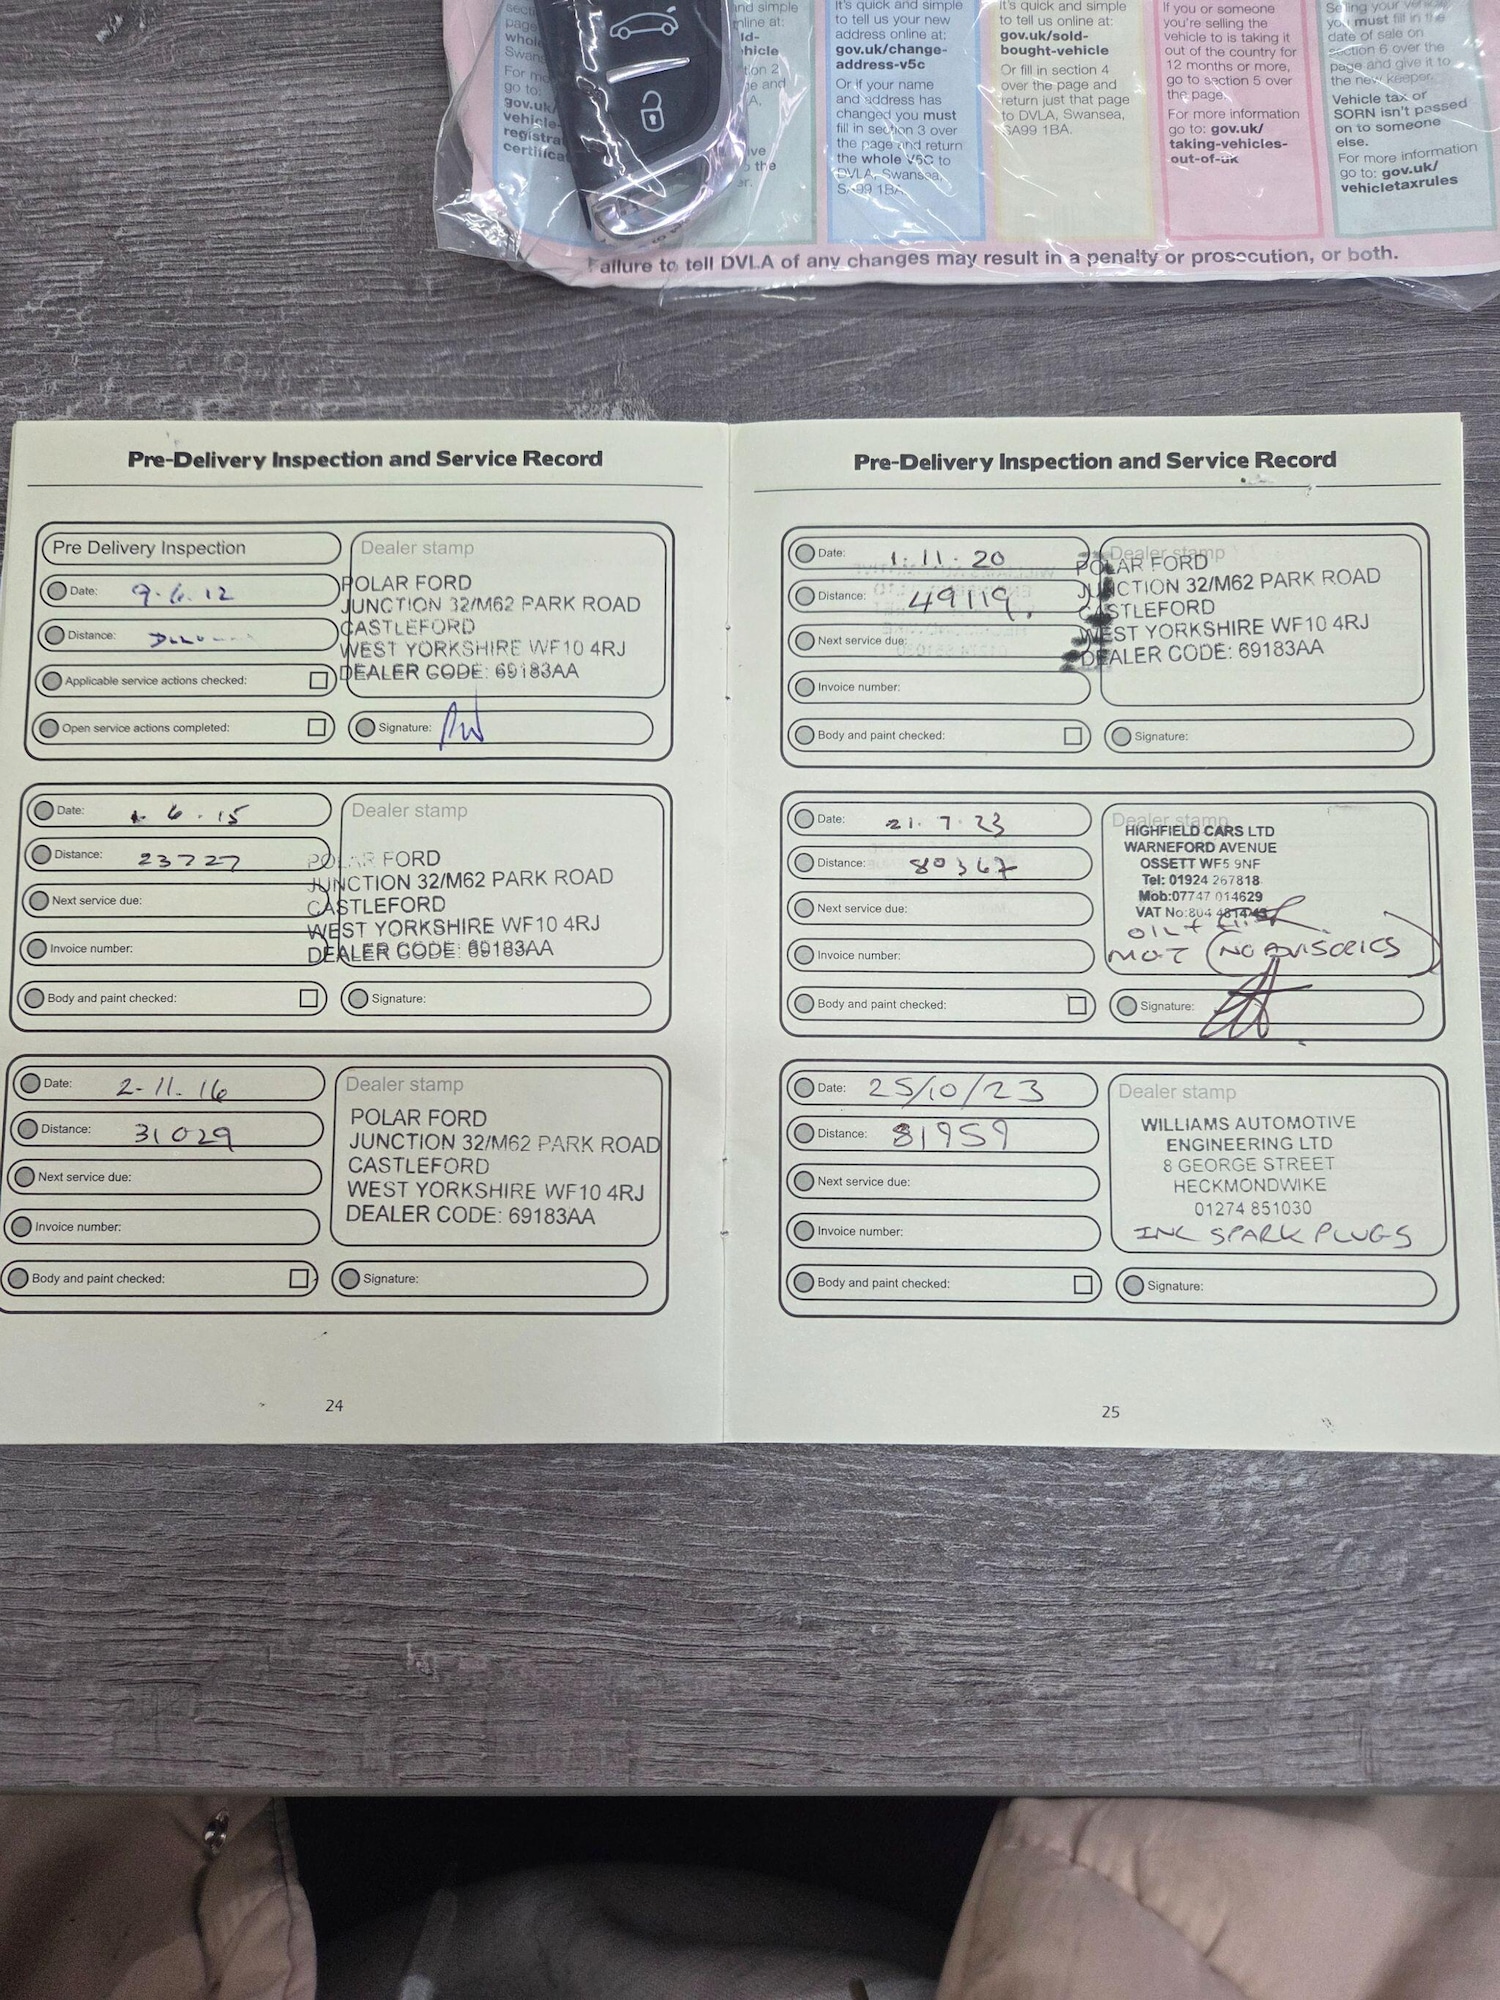 It's quick and simple
to tell us your new
address online at:
gov.uk/change-
address-v5c
Or if your name
and address has
changed you must
fill in section 3 over
the page and return
the whole V5C to
DVLA, Swansea,
SA99 1BA.
It's quick and simple
to tell us online at:
gov.uk/sold-
bought-vehicle
Or fill in section 4
over the page and
return just that page
to DVLA, Swansea,
SA99 1BA.
If you or someone
you're selling the
vehicle to is taking it
out of the country for
12 months or more,
go to section 5 over
the page.
For more information
go to: gov.uk/
taking-vehicles-
out-of-uk
Selling your vehicle
you must fill in the
date of sale on
section 6 over the
page and give it to
the new keeper.
Vehicle tax or
SORN isn't passed
on to someone
else.
For more information
go to: gov.uk/
vehicletaxrules
Failure to tell DVLA of any changes may result in a penalty or prosecution, or both.
Pre-Delivery Inspection and Service Record
Pre Delivery Inspection
Date: 9.6.12
Distance:
Applicable service actions checked:
Open service actions completed:
Dealer stamp
POLAR FORD
JUNCTION 32/M62 PARK ROAD
CASTLEFORD
WEST YORKSHIRE WF10 4RJ
DEALER CODE: 69183AA
Signature:
Date: 1.6.15
Distance: 23727
Next service due:
Invoice number:
Body and paint checked:
Dealer stamp
POLAR FORD
JUNCTION 32/M62 PARK ROAD
CASTLEFORD
WEST YORKSHIRE WF10 4RJ
DEALER CODE: 69183AA
Signature:
Date: 2-11.16
Distance: 31029
Next service due:
Invoice number:
Body and paint checked:
Dealer stamp
POLAR FORD
JUNCTION 32/M62 PARK ROAD
CASTLEFORD
WEST YORKSHIRE WF10 4RJ
DEALER CODE: 69183AA
Signature:
24
Pre-Delivery Inspection and Service Record
Date: 1.11.20
Distance: 49119.
Next service due:
Invoice number:
Body and paint checked:
Dealer stamp
POLAR FORD
JUNCTION 32/M62 PARK ROAD
CASTLEFORD
WEST YORKSHIRE WF10 4RJ
DEALER CODE: 69183AA
Signature:
Date: 21.7.23
Distance: 80367
Next service due:
Invoice number:
Body and paint checked:
Dealer stamp
HIGHFIELD CARS LTD
WARNEFORD AVENUE
OSSETT WF5 9NF
Tel: 01924 267818
Mob:07747 014629
VAT No:804 4814 43
OIL +
MOT NO AVISORIES
Signature:
Date: 25/10/23
Distance: 81959
Next service due:
Invoice number:
Body and paint checked:
Dealer stamp
WILLIAMS AUTOMOTIVE
ENGINEERING LTD
8 GEORGE STREET
HECKMONDWIKE
01274 851030
INC SPARK PLUGS
Signature:
25